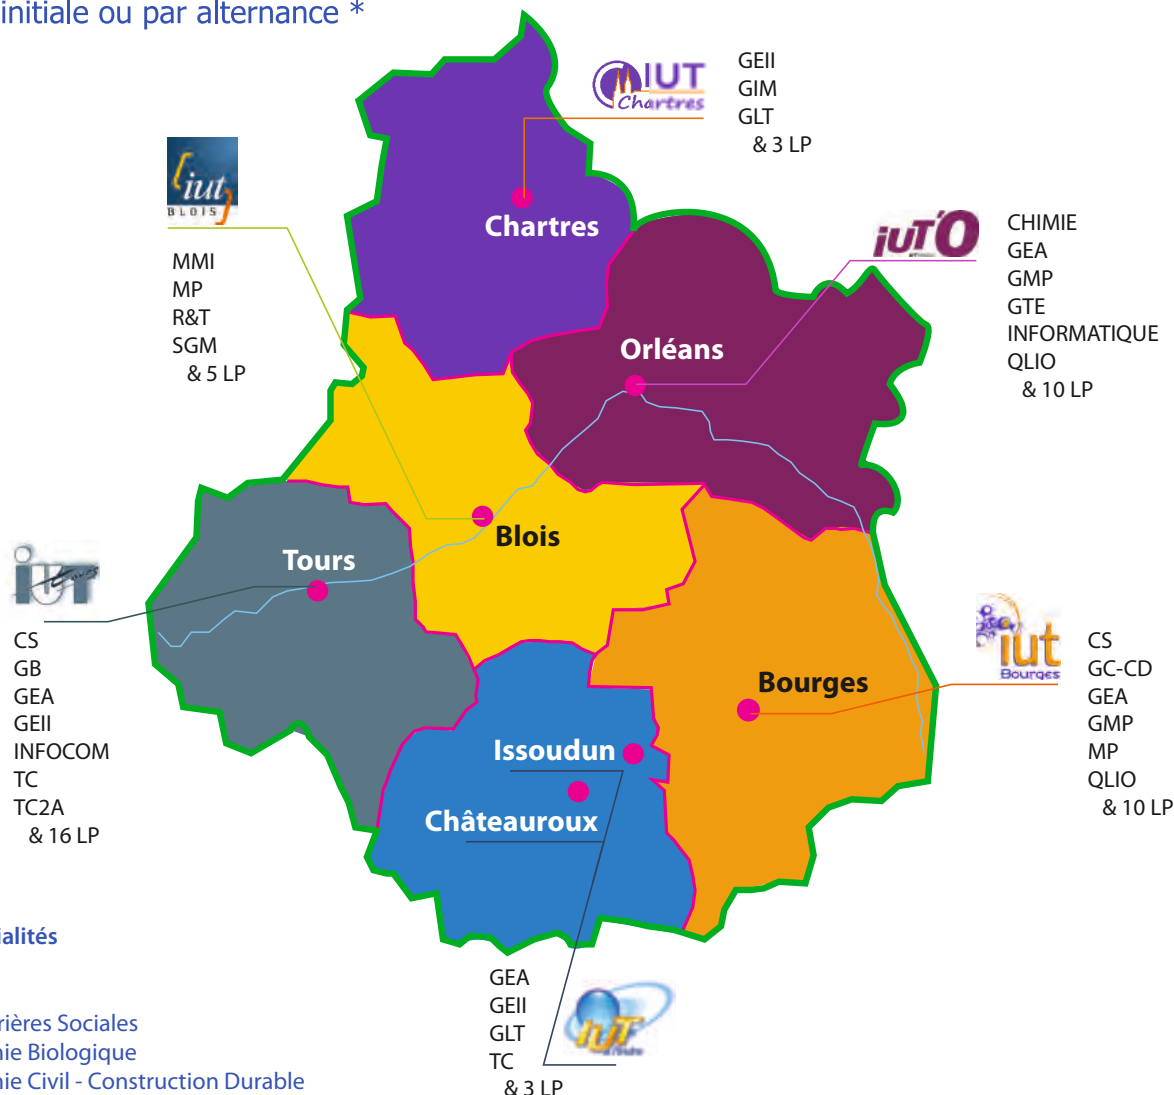 initiale ou par alternance *
IUT
Chartres
GEII
GIM
GLT
& 3 LP
iut
BLOIS
MMI
MP
R&T
SGM
& 5 LP
Chartres
iUT'O
CHIMIE
GEA
GMP
GTE
INFORMATIQUE
QLIO
& 10 LP
Orléans
Blois
Tours
iUT
CS
GB
GEA
GEII
INFOCOM
TC
TC2A
& 16 LP
iut
Bourges
CS
GC-CD
GEA
GMP
MP
QLIO
& 10 LP
Bourges
Issoudun
Châteauroux
GEA
GEII
GLT
TC
& 3 LP
IUT
ialités
rières Sociales
nie Biologique
nie Civil - Construction Durable